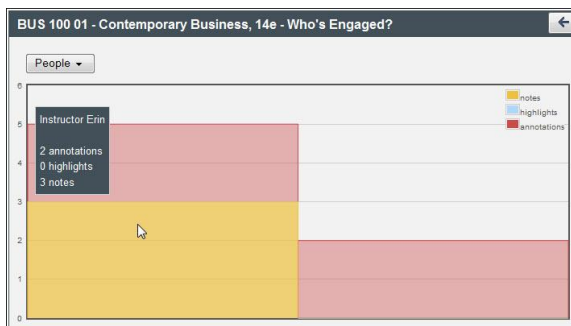 BUS 100 01 - Contemporary Business, 14e - Who's Engaged?
People
6
notes
highlights
annotations
5
Instructor Erin
2 annotations
4
0 highlights
3 notes
3
2
1
0